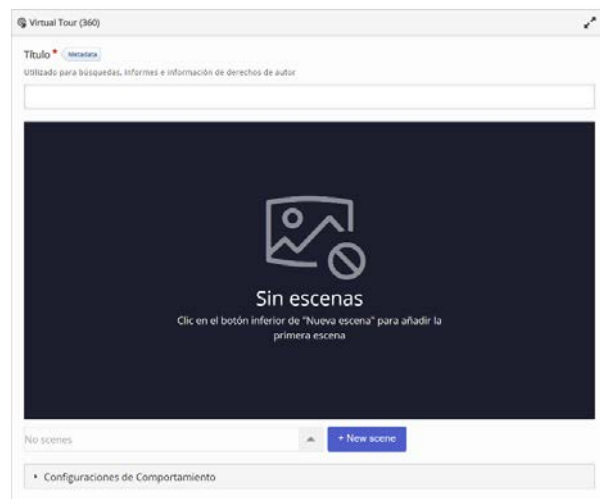 Virtual Tour (360)
Título * Metadata
Utilizado para búsquedas, informes e información de derechos de autor
Sin escenas
Clic en el botón inferior de "Nueva escena" para añadir la
primera escena
No scenes
+ New scene
Configuraciones de Comportamiento